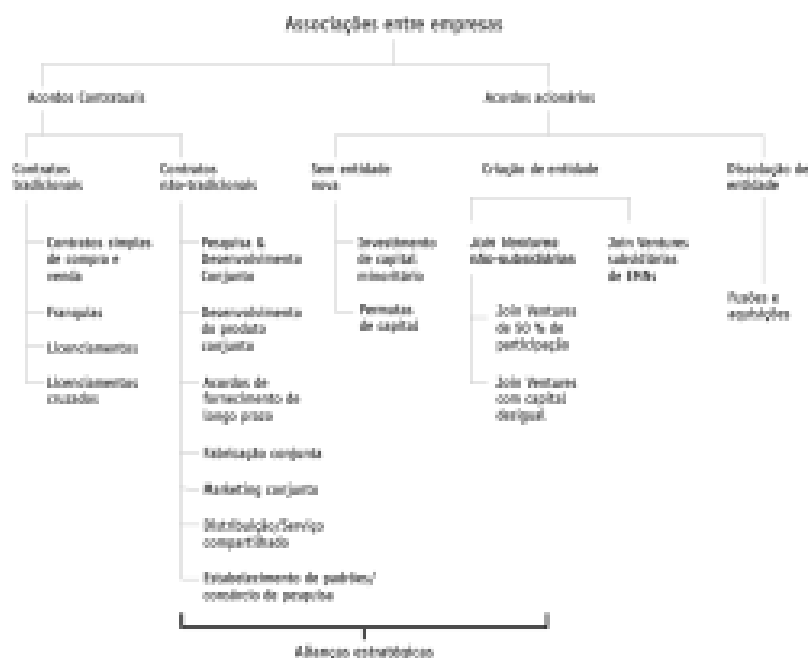 Associações entre empresas
Acordos Contratuais
Acordos acionários
Contratos
tradicionais
Contratos
não-tradicionais
Sem entidade
nova
Criação de entidade
Dissolução de
entidade
Contratos simples
de compra e
venda
Franquias
Licenciamentos
Licenciamentos
cruzados
Pesquisa &
Desenvolvimento
Conjunto
Desenvolvimento
de produto
conjunto
Acordos de
fornecimento de
longo prazo
Fabricação conjunta
Marketing conjunto
Distribuição/Serviço
compartilhado
Estabelecimento de padrões/
consórcio de pesquisa
Investimento
de capital
minoritário
Permutas
de capital
Join Ventures
não-subsidiárias
Join Ventures
de 50 % de
participação
Join Ventures
com capital
desigual
Join Ventures
subsidiárias
de EMNs
Fusões e
aquisições
Alianças estratégicas